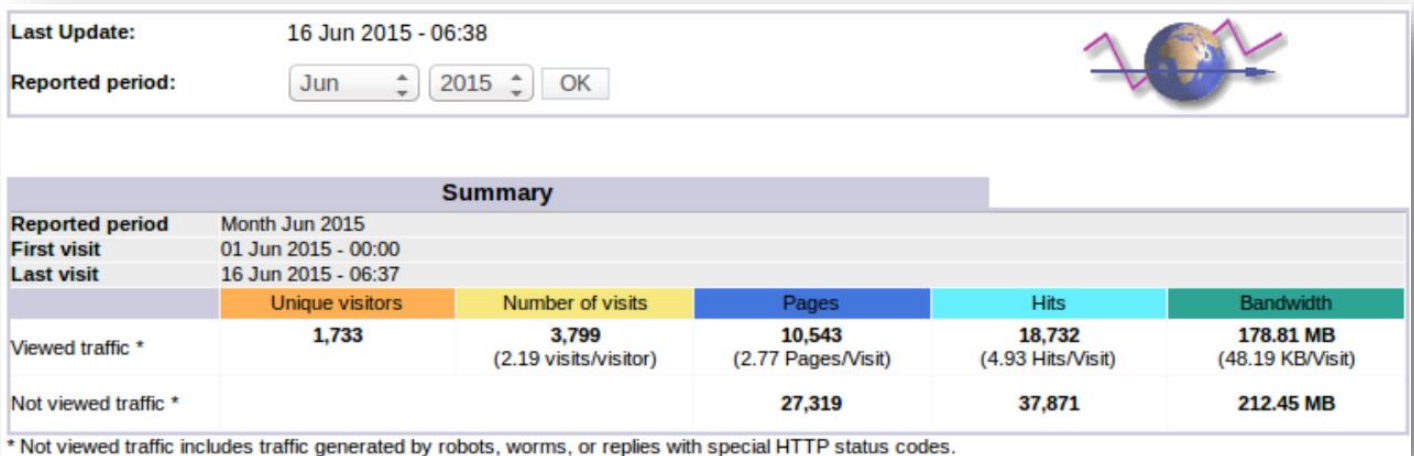 Last Update: 16 Jun 2015 - 06:38
Reported period: Jun 2015 OK
Summary
Reported period Month Jun 2015
First visit 01 Jun 2015 - 00:00
Last visit 16 Jun 2015 - 06:37
Unique visitors Number of visits Pages Hits Bandwidth
Viewed traffic * 1,733 3,799 10,543 18,732 178.81 MB
(2.19 visits/visitor) (2.77 Pages/Visit) (4.93 Hits/Visit) (48.19 KB/Visit)
Not viewed traffic * 27,319 37,871 212.45 MB
* Not viewed traffic includes traffic generated by robots, worms, or replies with special HTTP status codes.